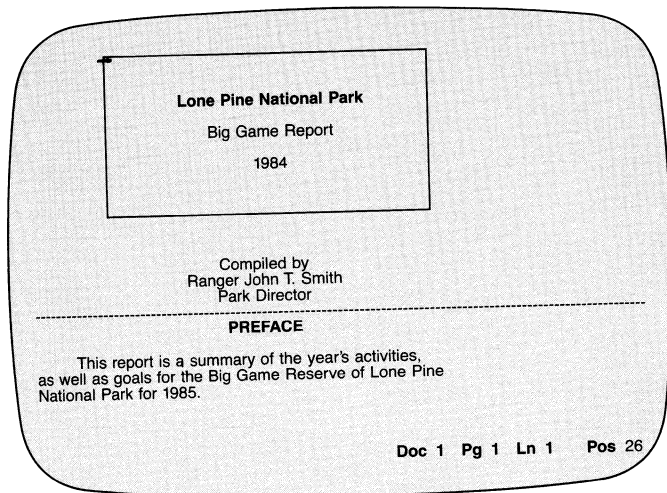 Lone Pine National Park
Big Game Report
1984
Compiled by
Ranger John T. Smith
Park Director
PREFACE
This report is a summary of the year's activities,
as well as goals for the Big Game Reserve of Lone Pine
National Park for 1985.
Doc 1 Pg 1 Ln 1 Pos 26